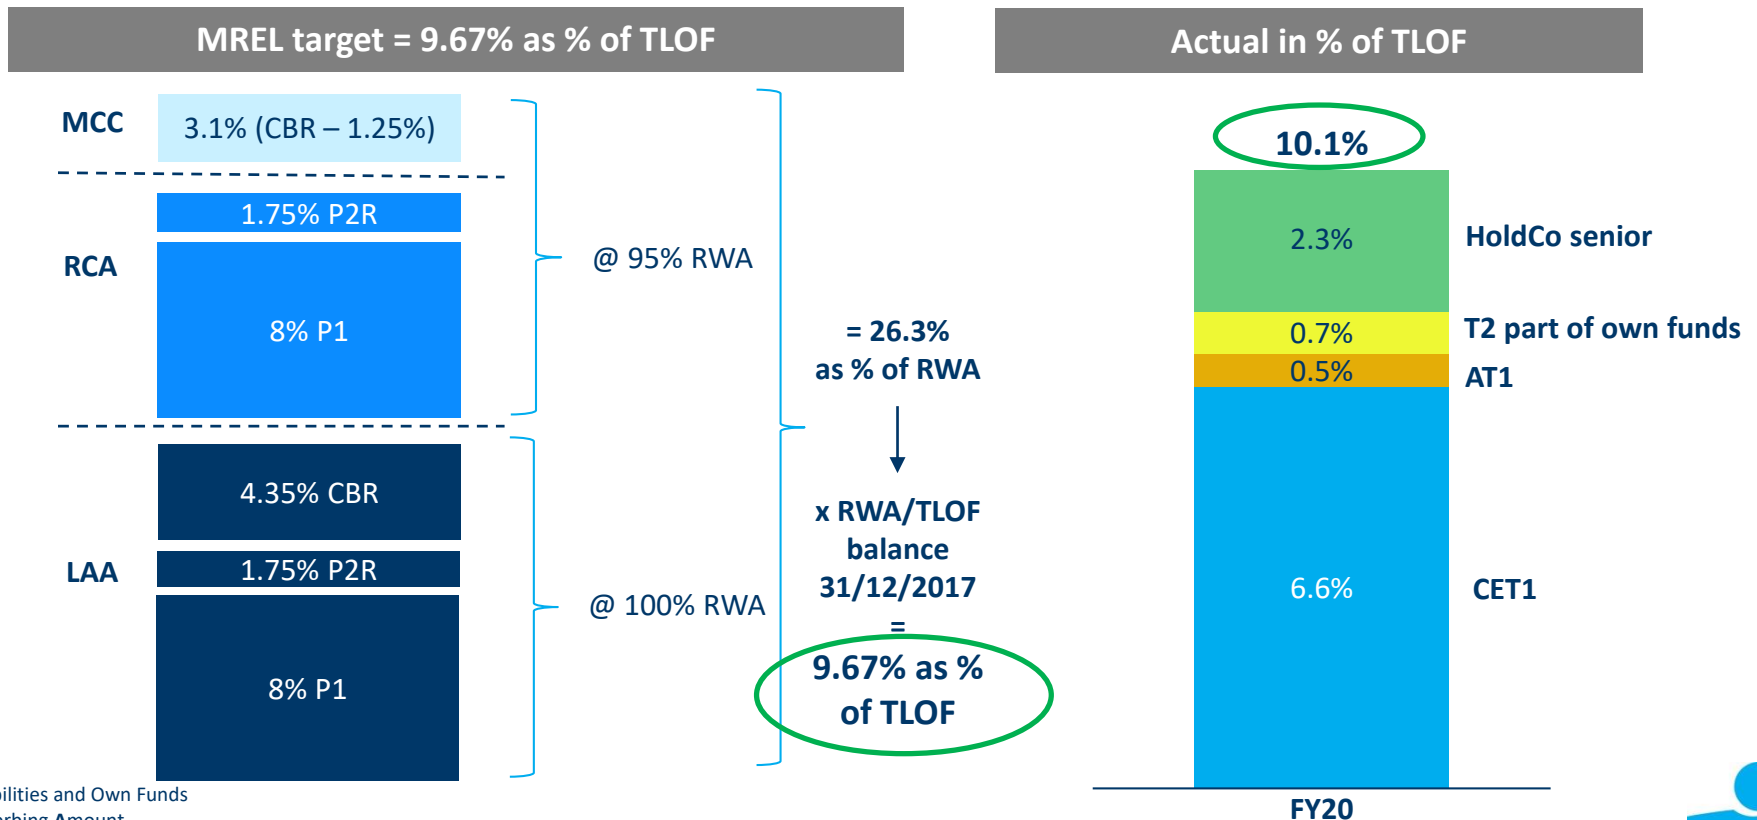 MREL target = 9.67% as % of TLOF
MCC
3.1% (CBR – 1.25%)
1.75% P2R
RCA
8% P1
@ 95% RWA
4.35% CBR
LAA
1.75% P2R
8% P1
@ 100% RWA
= 26.3%
as % of RWA
x RWA/TLOF
balance
31/12/2017
=
9.67% as %
of TLOF
Actual in % of TLOF
10.1%
2.3%
HoldCo senior
0.7%
T2 part of own funds
0.5%
AT1
6.6%
CET1
FY20
ilities and Own Funds
Amount